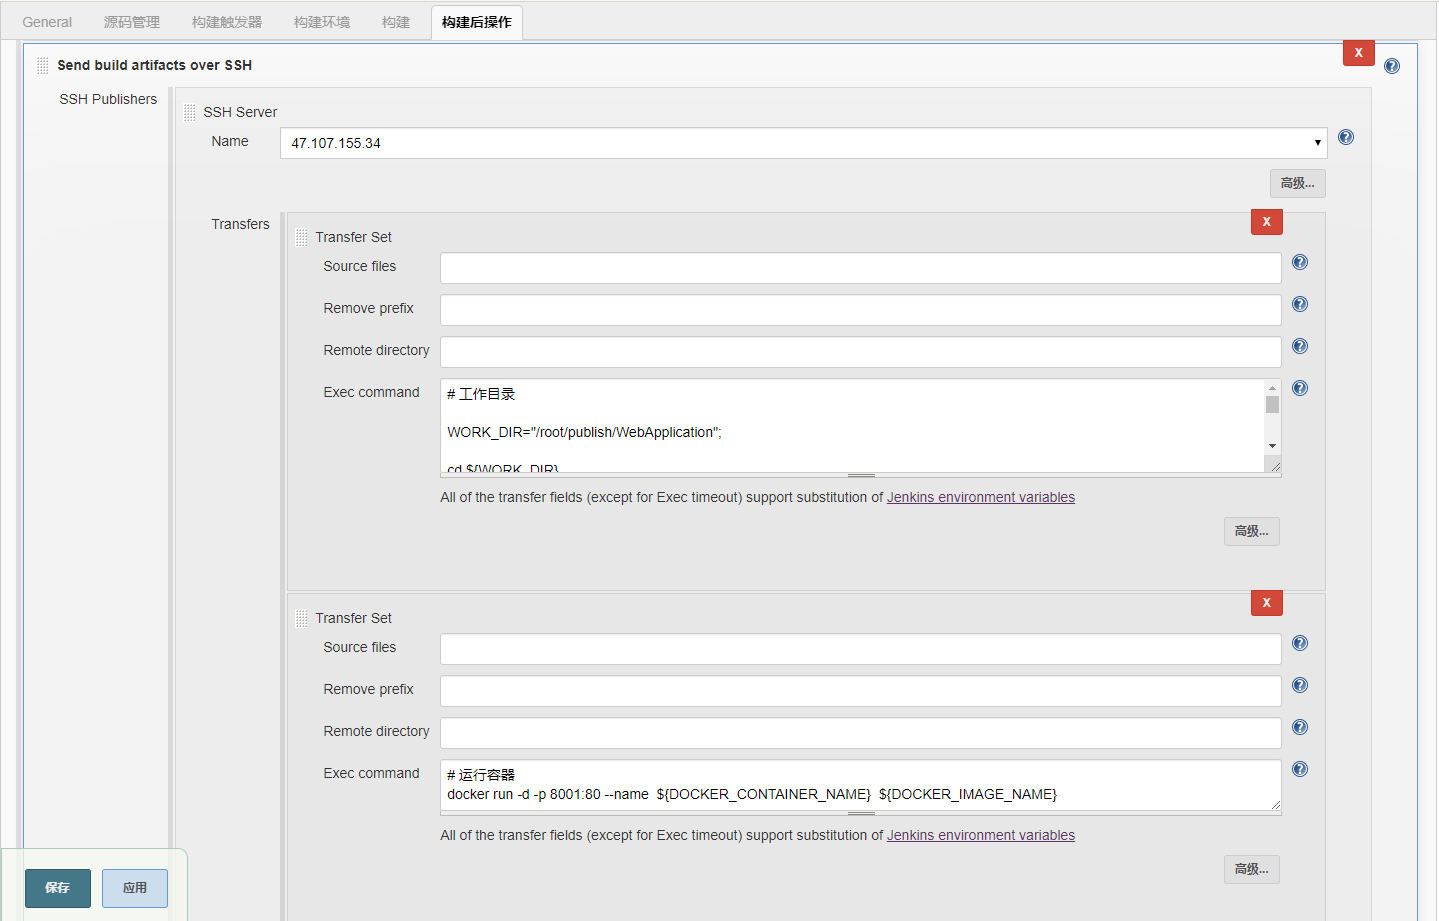 General 源码管理 构建触发器 构建环境 构建 构建后操作
Send build artifacts over SSH
X
SSH Publishers
SSH Server
Name 47.107.155.34
高级...
Transfers
X
Transfer Set
Source files
Remove prefix
Remote directory
Exec command # 工作目录
WORK_DIR="/root/publish/WebApplication";
cd ${WORK_DIR}
All of the transfer fields (except for Exec timeout) support substitution of Jenkins environment variables
高级...
X
Transfer Set
Source files
Remove prefix
Remote directory
Exec command # 运行容器
docker run -d -p 8001:80 --name  ${DOCKER_CONTAINER_NAME}  ${DOCKER_IMAGE_NAME}
All of the transfer fields (except for Exec timeout) support substitution of Jenkins environment variables
高级...
保存 应用